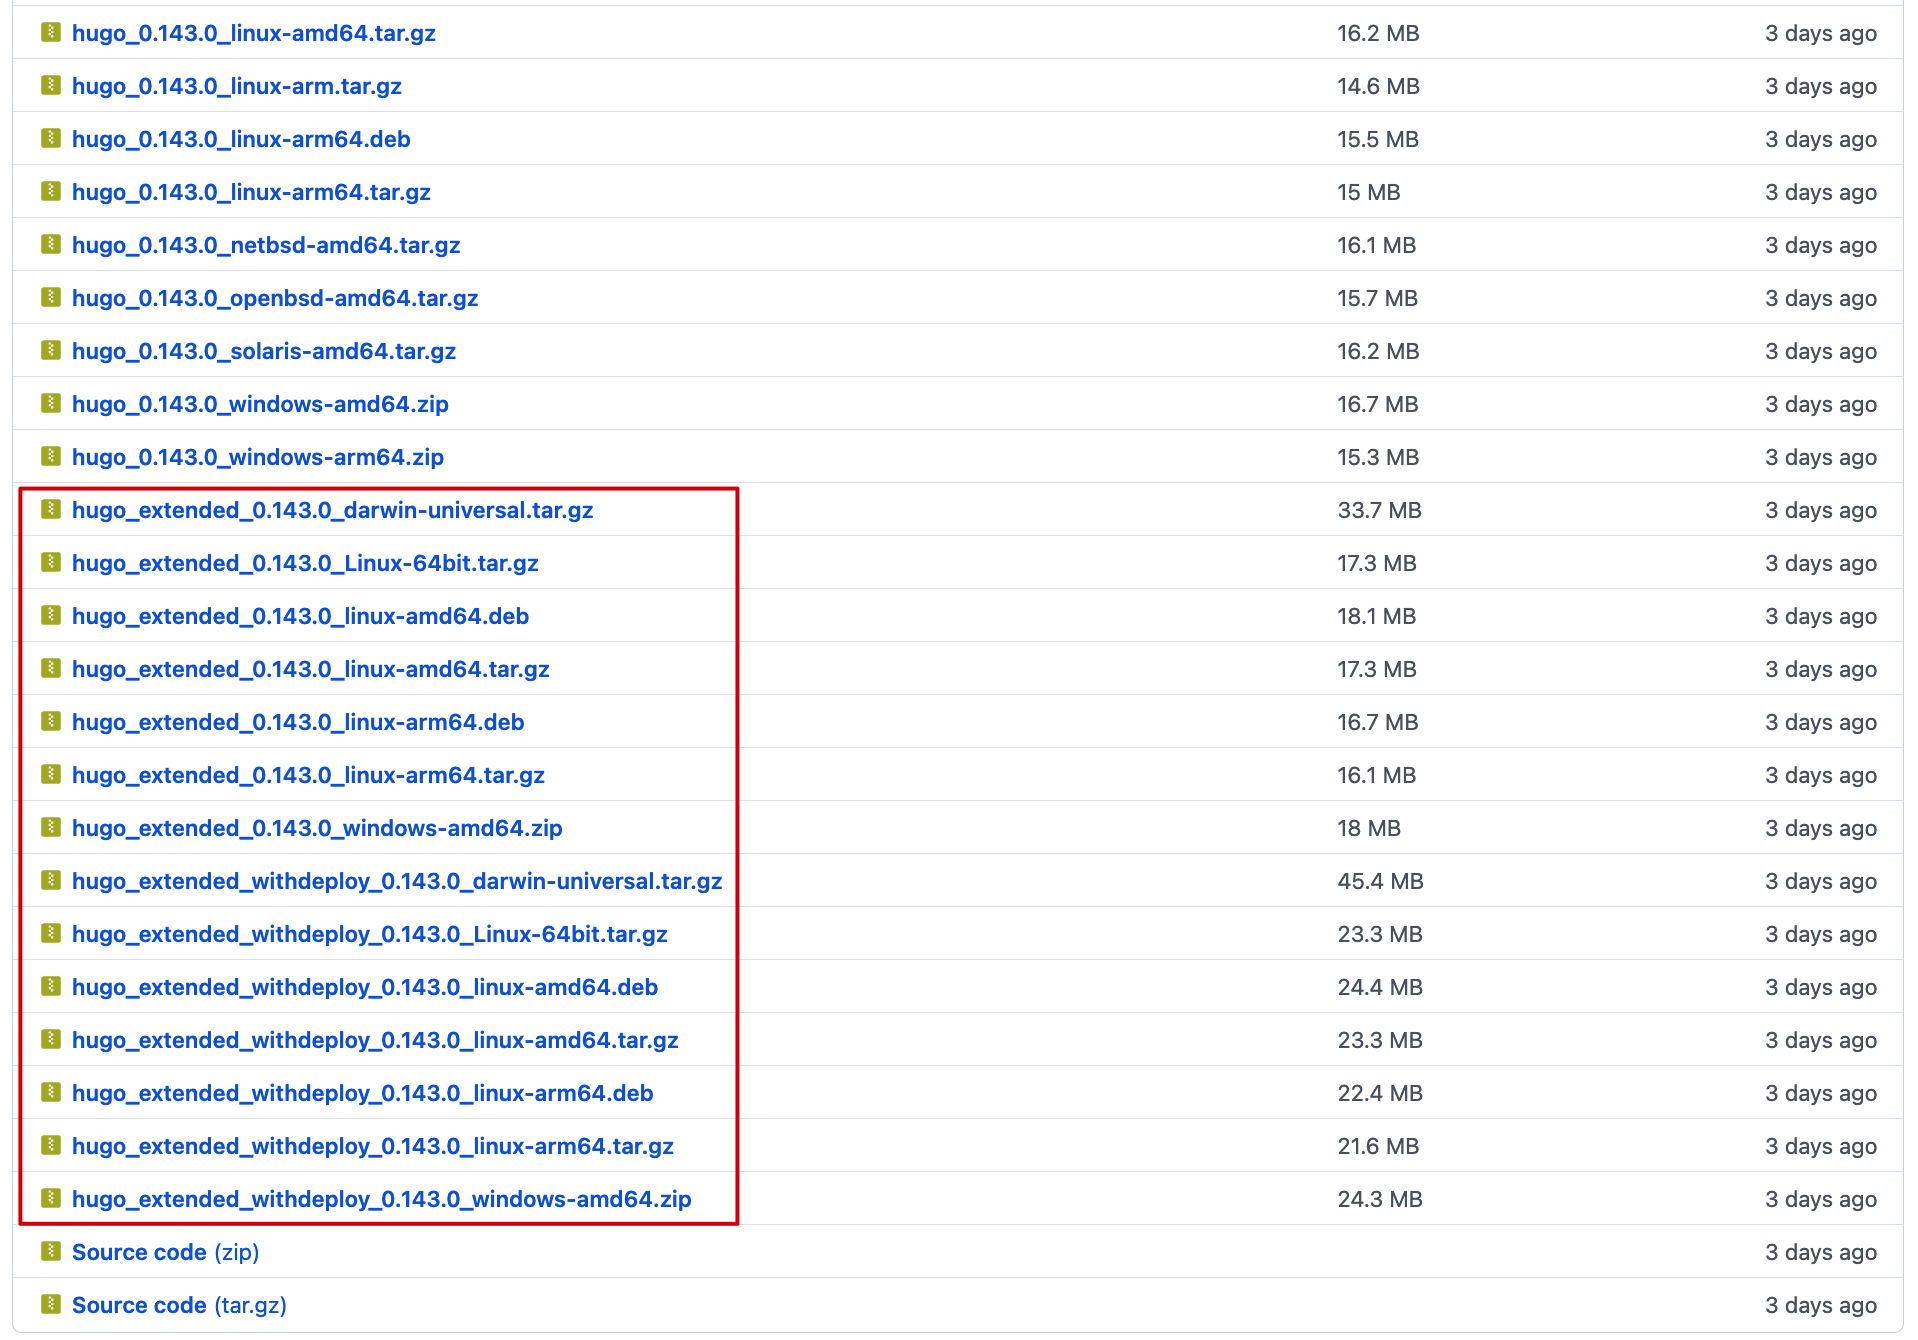 hugo_0.143.0_linux-amd64.tar.gz 16.2 MB 3 days ago
hugo_0.143.0_linux-arm.tar.gz 14.6 MB 3 days ago
hugo_0.143.0_linux-arm64.deb 15.5 MB 3 days ago
hugo_0.143.0_linux-arm64.tar.gz 15 MB 3 days ago
hugo_0.143.0_netbsd-amd64.tar.gz 16.1 MB 3 days ago
hugo_0.143.0_openbsd-amd64.tar.gz 15.7 MB 3 days ago
hugo_0.143.0_solaris-amd64.tar.gz 16.2 MB 3 days ago
hugo_0.143.0_windows-amd64.zip 16.7 MB 3 days ago
hugo_0.143.0_windows-arm64.zip 15.3 MB 3 days ago
hugo_extended_0.143.0_darwin-universal.tar.gz 33.7 MB 3 days ago
hugo_extended_0.143.0_Linux-64bit.tar.gz 17.3 MB 3 days ago
hugo_extended_0.143.0_linux-amd64.deb 18.1 MB 3 days ago
hugo_extended_0.143.0_linux-amd64.tar.gz 17.3 MB 3 days ago
hugo_extended_0.143.0_linux-arm64.deb 16.7 MB 3 days ago
hugo_extended_0.143.0_linux-arm64.tar.gz 16.1 MB 3 days ago
hugo_extended_0.143.0_windows-amd64.zip 18 MB 3 days ago
hugo_extended_withdeploy_0.143.0_darwin-universal.tar.gz 45.4 MB 3 days ago
hugo_extended_withdeploy_0.143.0_Linux-64bit.tar.gz 23.3 MB 3 days ago
hugo_extended_withdeploy_0.143.0_linux-amd64.deb 24.4 MB 3 days ago
hugo_extended_withdeploy_0.143.0_linux-amd64.tar.gz 23.3 MB 3 days ago
hugo_extended_withdeploy_0.143.0_linux-arm64.deb 22.4 MB 3 days ago
hugo_extended_withdeploy_0.143.0_linux-arm64.tar.gz 21.6 MB 3 days ago
hugo_extended_withdeploy_0.143.0_windows-amd64.zip 24.3 MB 3 days ago
Source code (zip) 3 days ago
Source code (tar.gz) 3 days ago